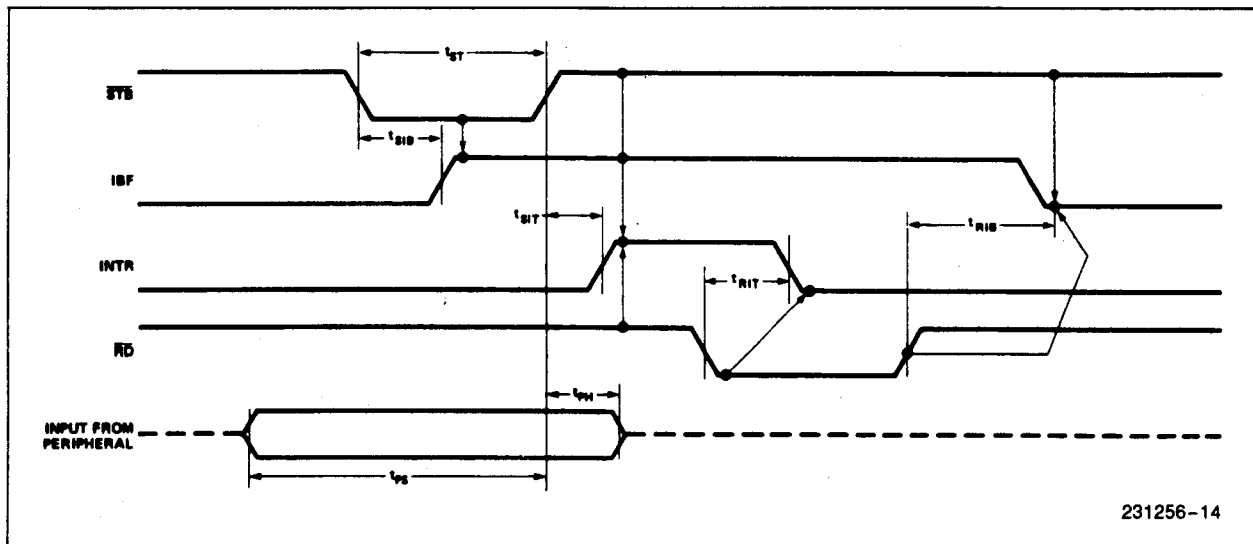 tST
STB
tSIB
IBF
tSIT
tRIB
INTR
tRIT
RD
tPH
INPUT FROM
PERIPHERAL
tPS
231256-14